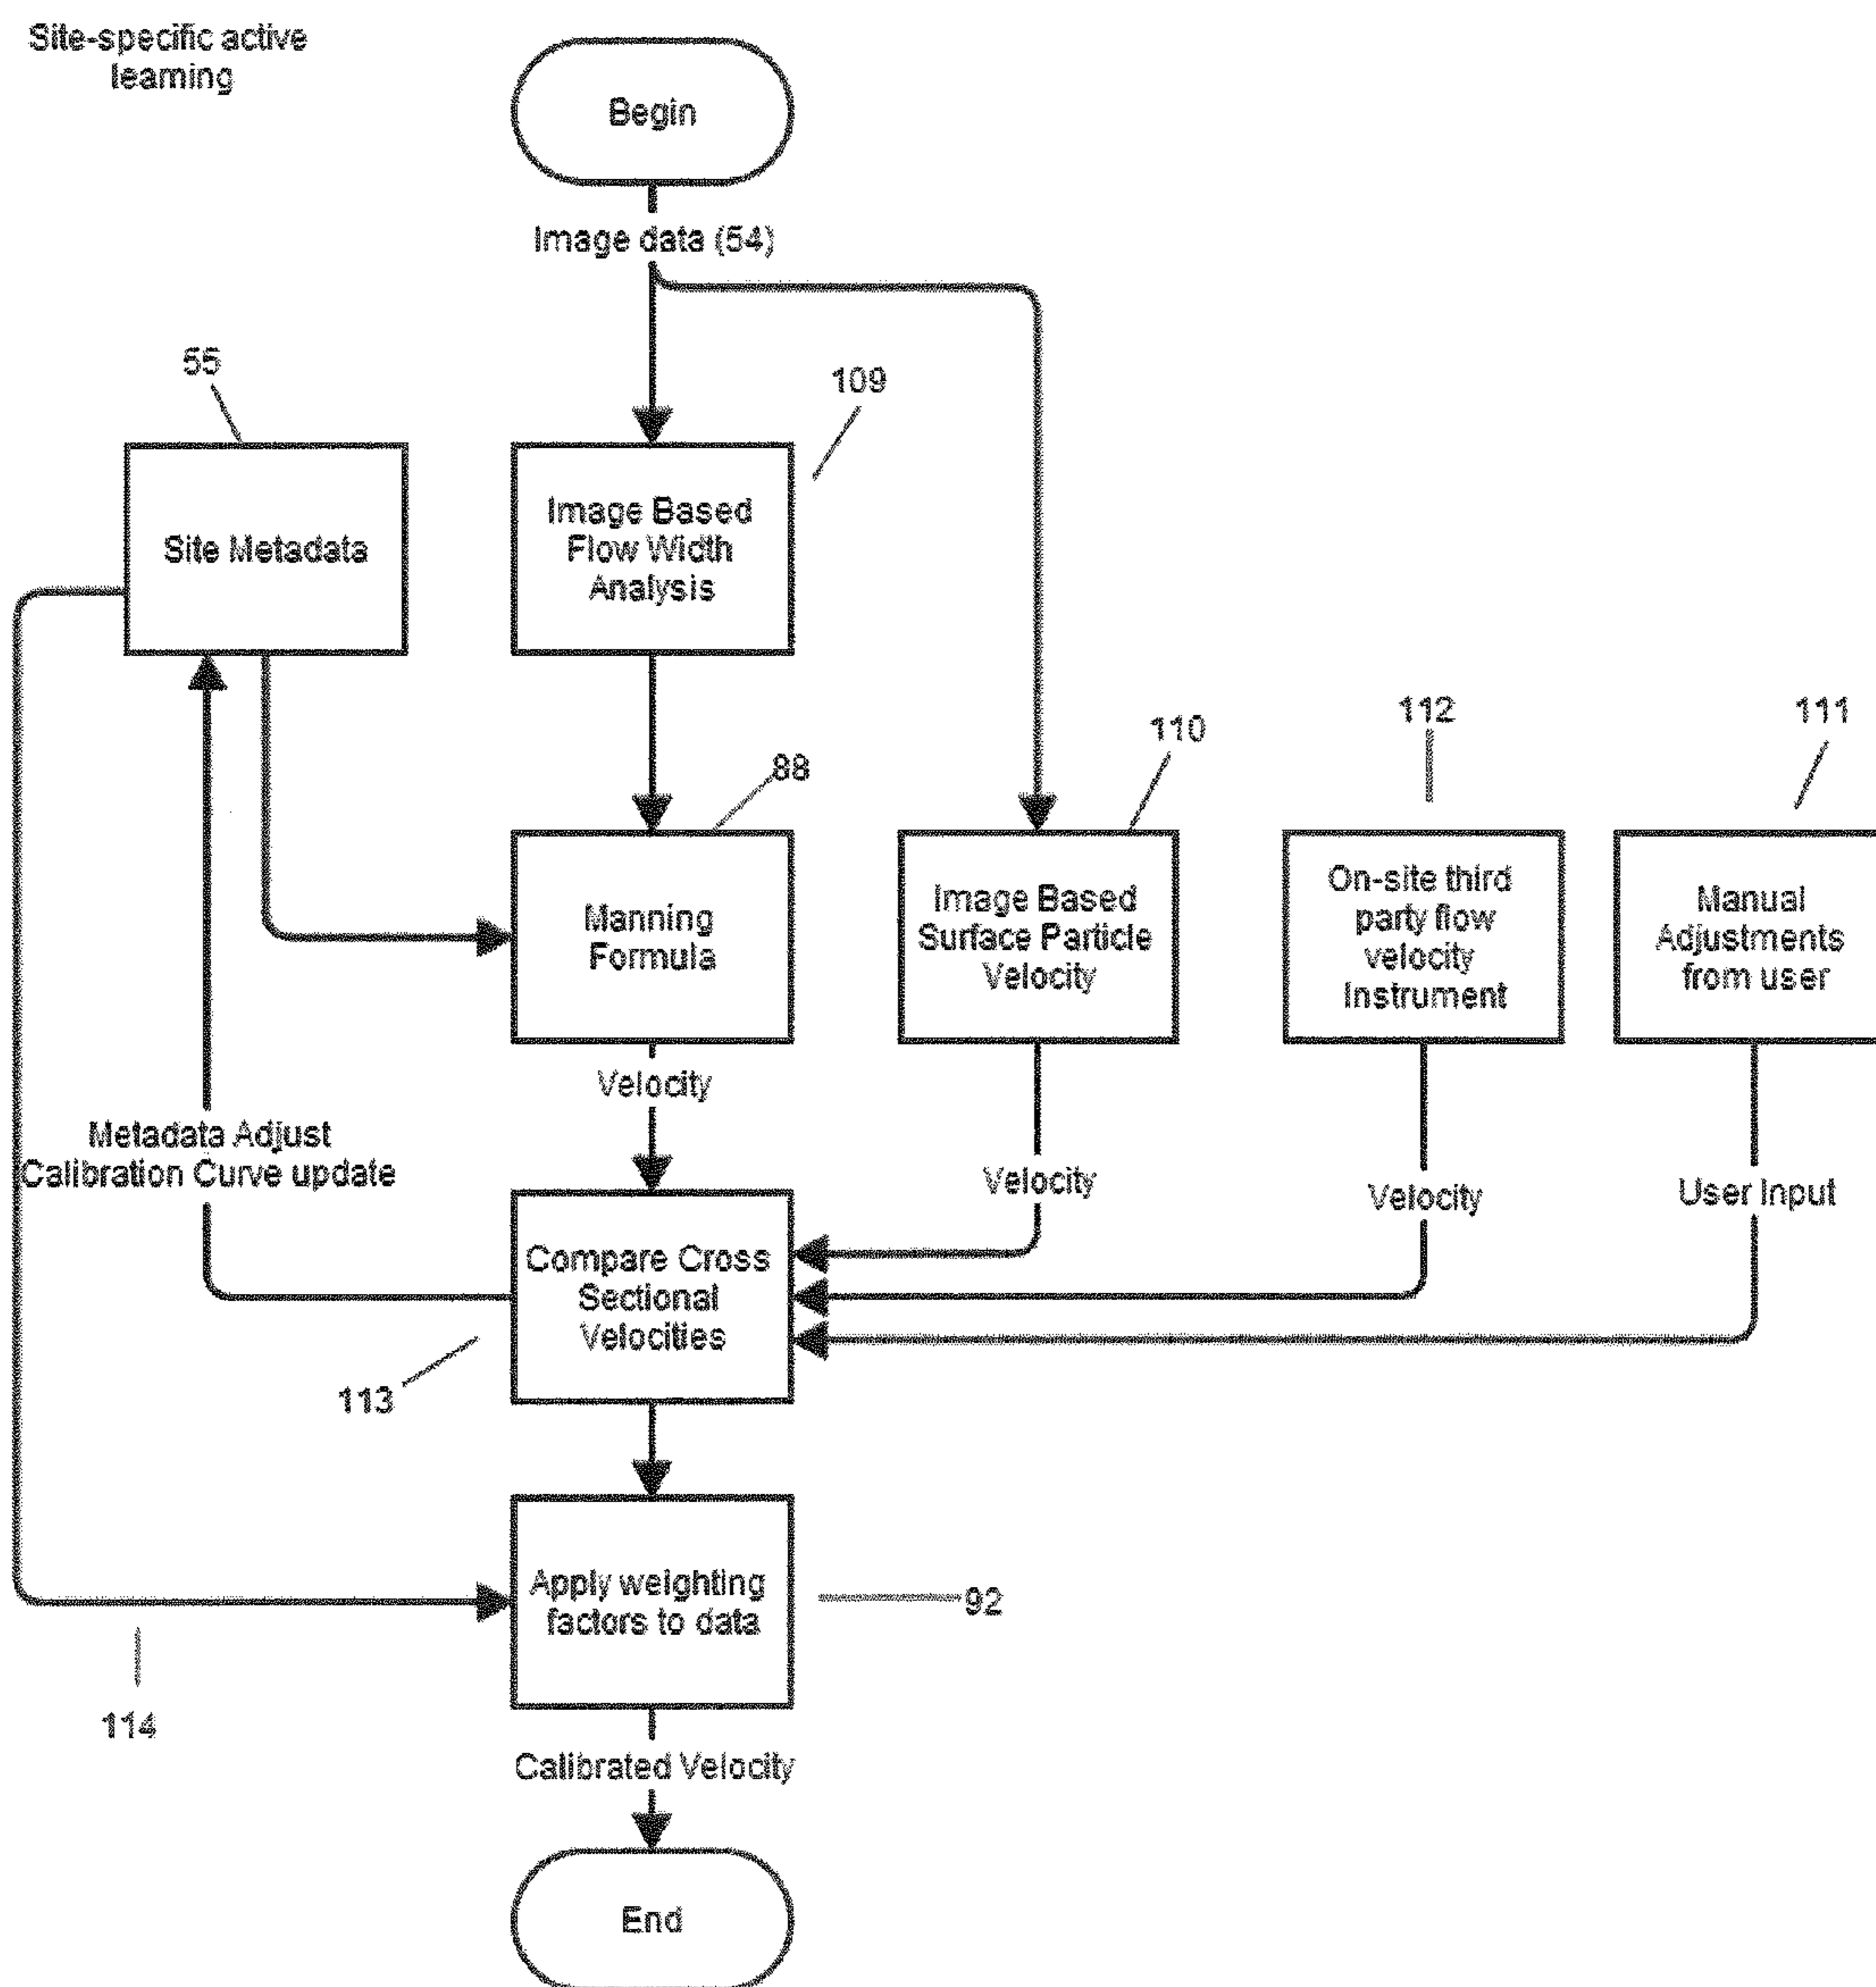 Site-specific active
learning
Begin
Image data (54)
55
109
Site Metadata
Image Based
Flow Width
Analysis
88
110
112
111
Manning
Formula
Image Based
Surface Particle
Velocity
On-site third
party flow
velocity
Instrument
Manual
Adjustments
from user
Velocity
Metadata Adjust
Calibration Curve update
Velocity
Velocity
User Input
Compare Cross
Sectional
Velocities
113
Apply weighting
factors to data
92
114
Calibrated Velocity
End